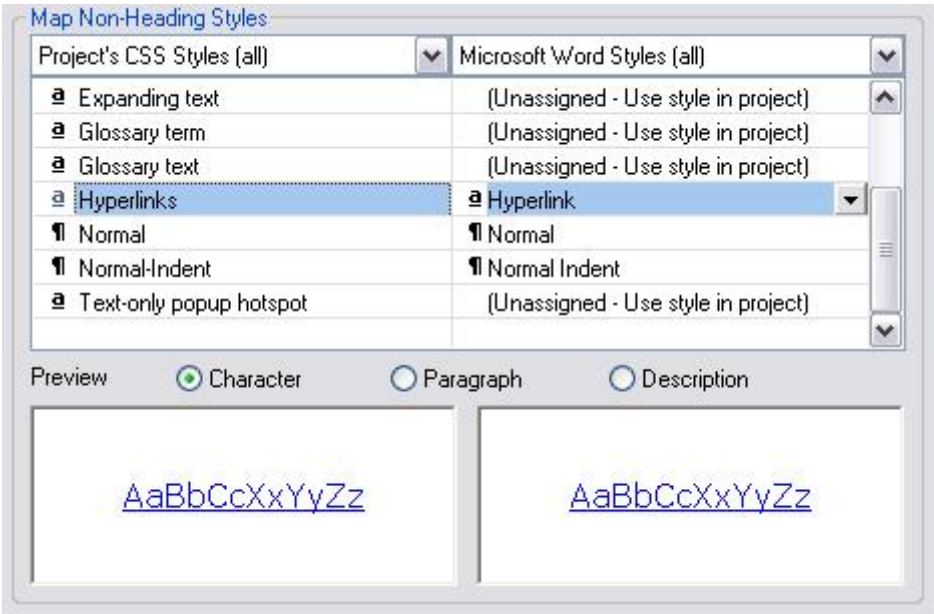 Map Non-Heading Styles
Project's CSS Styles (all) Microsoft Word Styles (all)
a Expanding text (Unassigned - Use style in project)
a Glossary term (Unassigned - Use style in project)
a Glossary text (Unassigned - Use style in project)
a Hyperlinks a Hyperlink
¶ Normal ¶ Normal
¶ Normal-Indent ¶ Normal Indent
a Text-only popup hotspot (Unassigned - Use style in project)
Preview Character Paragraph Description
AaBbCcXxYyZz AaBbCcXxYyZz